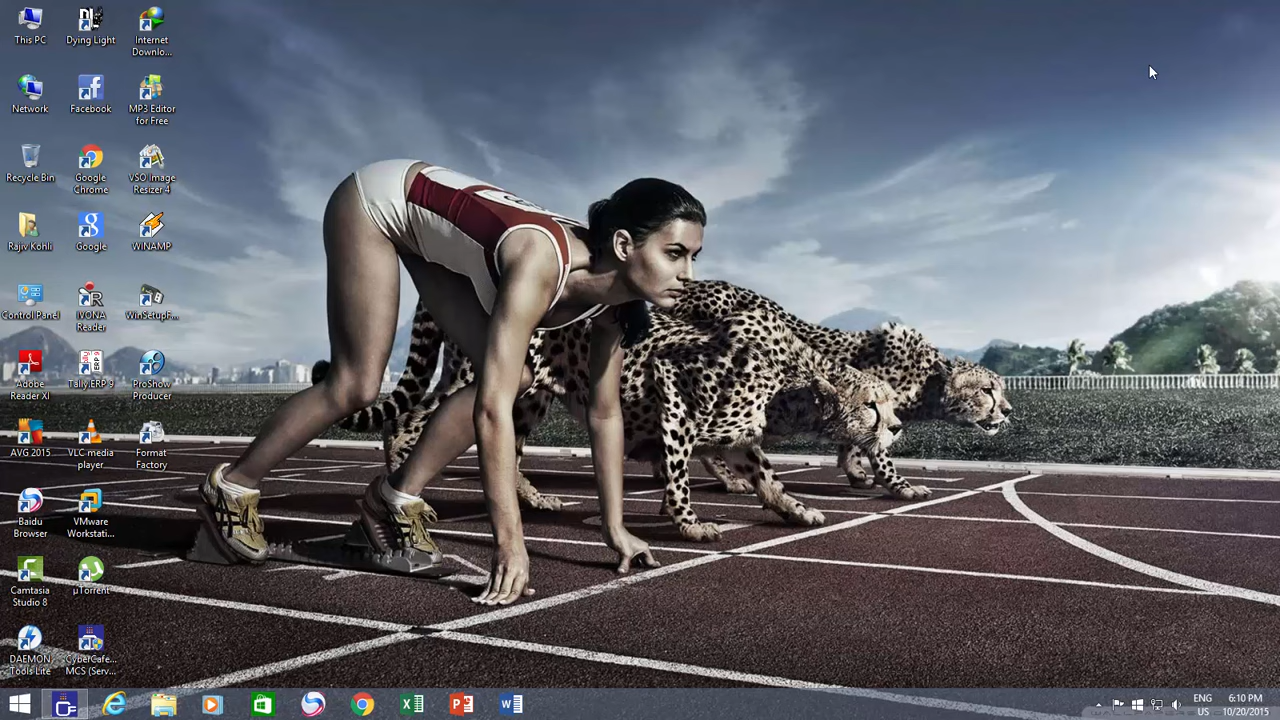 This PC
Dying Light
Internet
Downlo...
Network
Facebook
MP3 Editor
for Free
Recycle Bin
Google
Chrome
VSO Image
Resizer 4
Rajiv Kohli
Google
WINAMP
Control Panel
IVONA
Reader
WinSetupF...
Adobe
Reader XI
Tally.ERP 9
ProShow
Producer
AVG 2015
VLC media
player
Format
Factory
Baidu
Browser
VMware
Workstati...
Camtasia
Studio 8
µTorrent
DAEMON
Tools Lite
CyberCafe...
MCS (Serv...
ENG
US
6:10 PM
10/20/2015